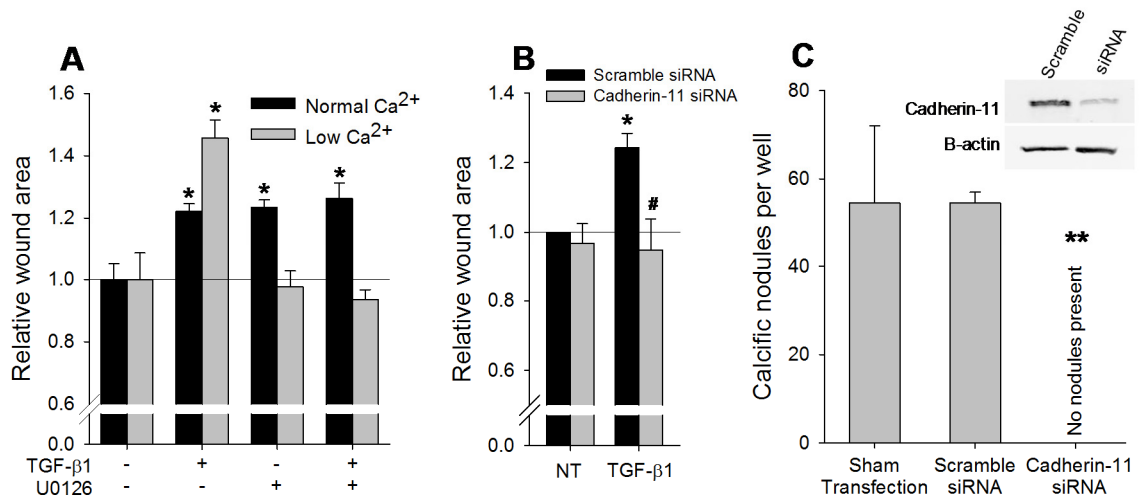 A
Relative wound area
1.6
1.4
1.2
1.0
0.8
0.6
0.0
Normal Ca2+
Low Ca2+
*
*
*
*
TGF-β1 - + - +
U0126 - - + +
B
Relative wound area
Scramble siRNA
Cadherin-11 siRNA
1.4
1.2
1.0
0.8
0.6
0.0
*
#
NT TGF-β1
C
Calcific nodules per well
80
60
40
20
0
Scramble siRNA
Cadherin-11
B-actin
**
No nodules present
Sham Scramble Cadherin-11
Transfection siRNA siRNA